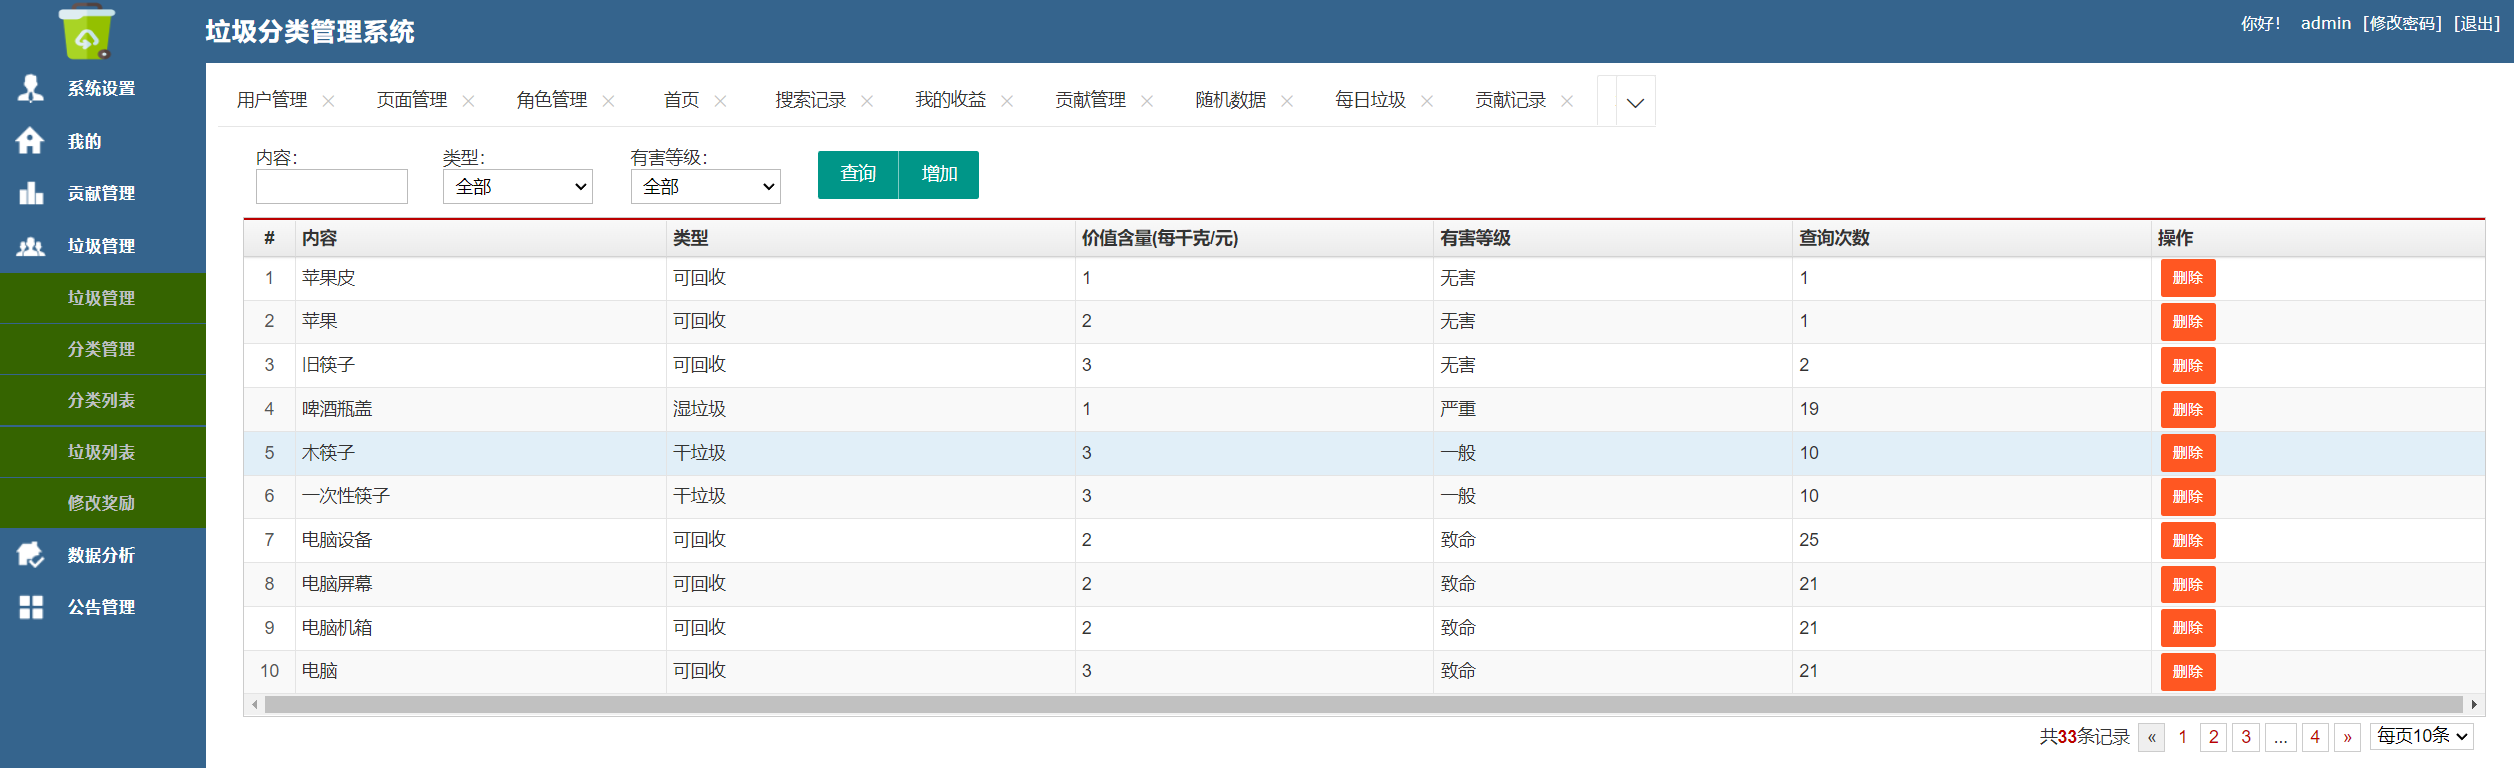 垃圾分类管理系统
你好！ admin [修改密码] [退出]
系统设置
我的
贡献管理
垃圾管理
垃圾管理
分类管理
分类列表
垃圾列表
修改奖励
数据分析
公告管理
用户管理 页面管理 角色管理 首页 搜索记录 我的收益 贡献管理 随机数据 每日垃圾 贡献记录
内容： 类型： 有害等级：
全部 全部 查询 增加
# 内容 类型 价值含量(每千克/元) 有害等级 查询次数 操作
1 苹果皮 可回收 1 无害 1 删除
2 苹果 可回收 2 无害 1 删除
3 旧筷子 可回收 3 无害 2 删除
4 啤酒瓶盖 湿垃圾 1 严重 19 删除
5 木筷子 干垃圾 3 一般 10 删除
6 一次性筷子 干垃圾 3 一般 10 删除
7 电脑设备 可回收 2 致命 25 删除
8 电脑屏幕 可回收 2 致命 21 删除
9 电脑机箱 可回收 2 致命 21 删除
10 电脑 可回收 3 致命 21 删除
共33条记录 « 1 2 3 ... 4 » 每页10条